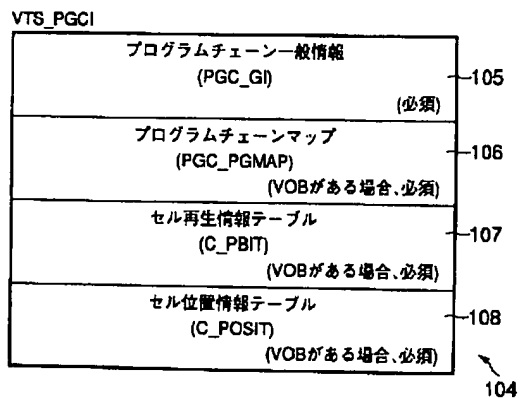 VTS_PGCI
プログラムチェーン一般情報
(PGC_GI)
(必須)
105
プログラムチェーンマップ
(PGC_PGMAP)
(VOBがある場合、必須)
106
セル再生情報テーブル
(C_PBIT)
(VOBがある場合、必須)
107
セル位置情報テーブル
(C_POSIT)
(VOBがある場合、必須)
108
104